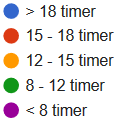 > 18 timer
15 - 18 timer
12 - 15 timer
8 - 12 timer
< 8 timer